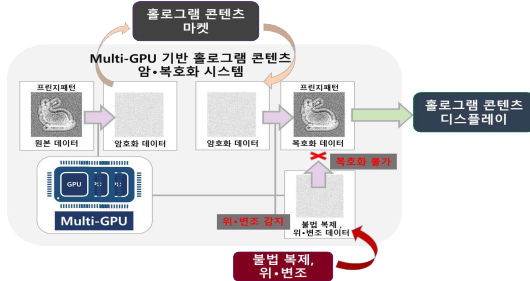 홀로그램 콘텐츠
마켓
Multi-GPU 기반 홀로그램 콘텐츠
암•복호화 시스템
프린지패턴
원본 데이터
암호화 데이터
암호화 데이터
프린지패턴
복호화 데이터
홀로그램 콘텐츠
디스플레이
복호화 불가
GPU
Multi-GPU
위•변조 감지
불법 복제,
위•변조 데이터
불법 복제,
위•변조